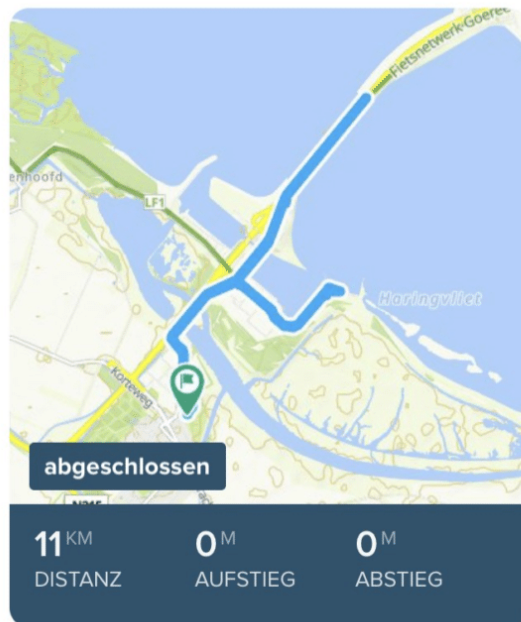 Fietsnetwerk-Goeree
enhoofd
LF1
Haringvliet
Korteweg
abgeschlossen
N215
11 KM
0 M
0 M
DISTANZ
AUFSTIEG
ABSTIEG